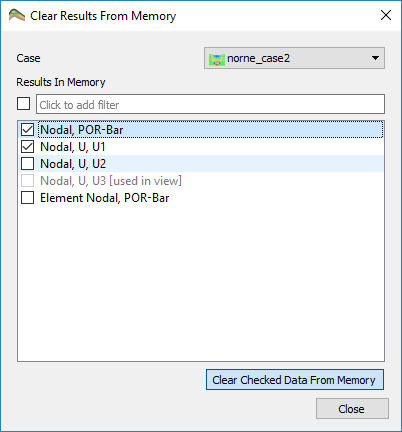 Clear Results From Memory
Case
norne_case2
Results In Memory
Click to add filter
Nodal, POR-Bar
Nodal, U, U1
Nodal, U, U2
Nodal, U, U3 [used in view]
Element Nodal, POR-Bar
Clear Checked Data From Memory
Close